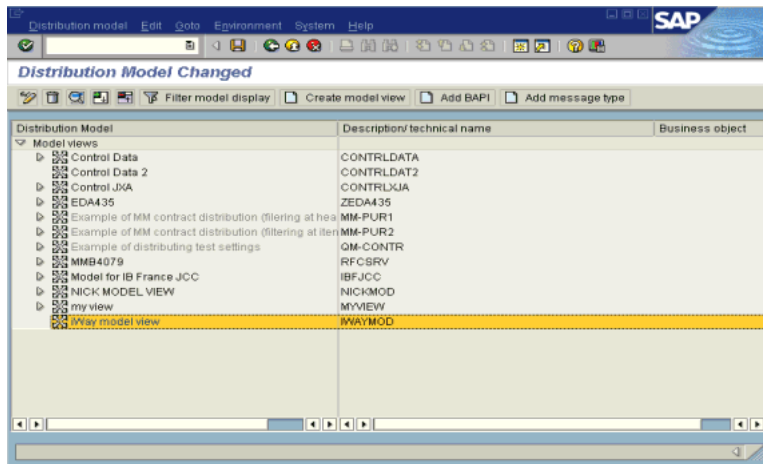 Distribution model Edit Goto Environment System Help
SAP
Distribution Model Changed
Filter model display Create model view Add BAPI Add message type
Distribution Model Description/technical name Business object
Model views
Control Data CONTRLDATA
Control Data 2 CONTRLDAT2
Control JXA CONTRLXJA
EDA435 ZEDA435
Example of MM contract distribution (filering at hea MM-PUR1
Example of MM contract distribution (filtering at iten MM-PUR2
Example of distributing test settings QM-CONTR
MMB4079 RFCSRV
Model for IB France JCC IBFJCC
NICK MODEL VIEW NICKMOD
my view MYVIEW
iWay model view IWAYMOD